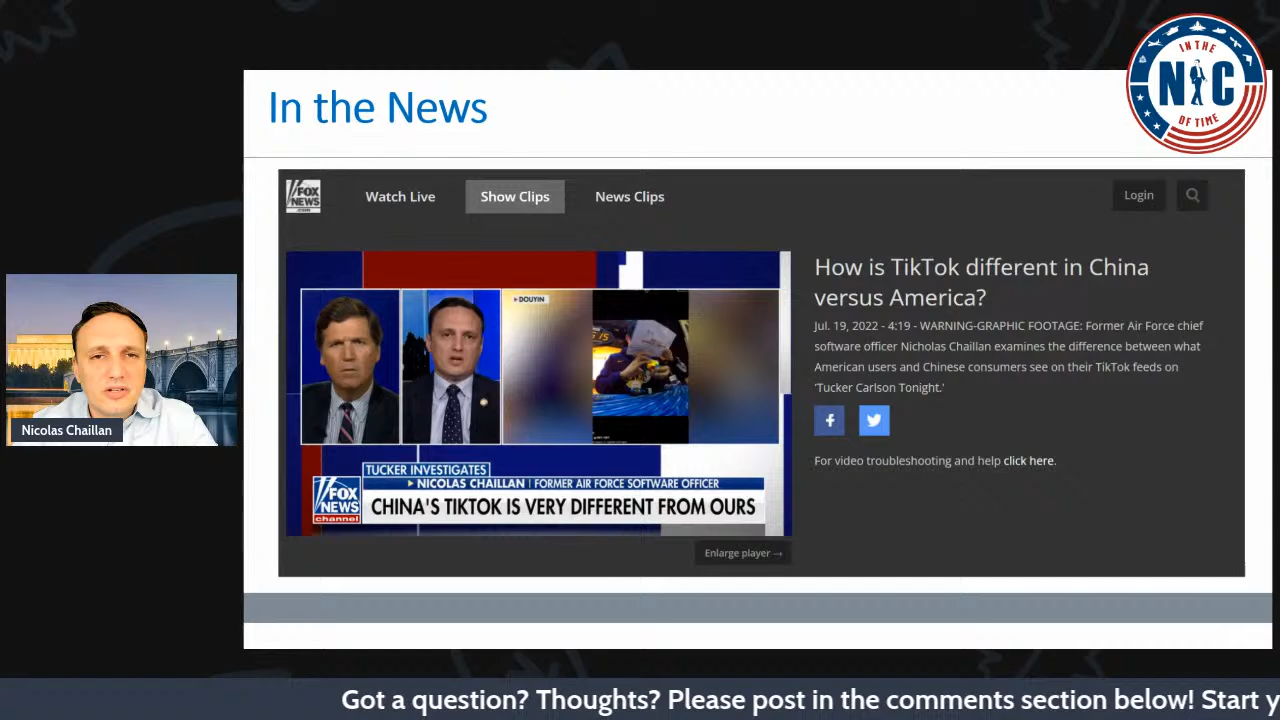 IN THE
NIC
OF TIME
In the News
FOX
NEWS
.com
Watch Live
Show Clips
News Clips
Login
DOUYIN
TUCKER INVESTIGATES
NICOLAS CHAILLAN | FORMER AIR FORCE SOFTWARE OFFICER
FOX
NEWS
channel
CHINA'S TIKTOK IS VERY DIFFERENT FROM OURS
Enlarge player →
How is TikTok different in China
versus America?
Jul. 19, 2022 - 4:19 - WARNING-GRAPHIC FOOTAGE: Former Air Force chief
software officer Nicholas Chaillan examines the difference between what
American users and Chinese consumers see on their TikTok feeds on
'Tucker Carlson Tonight.'
For video troubleshooting and help click here.
Nicolas Chaillan
Got a question? Thoughts? Please post in the comments section below! Start y